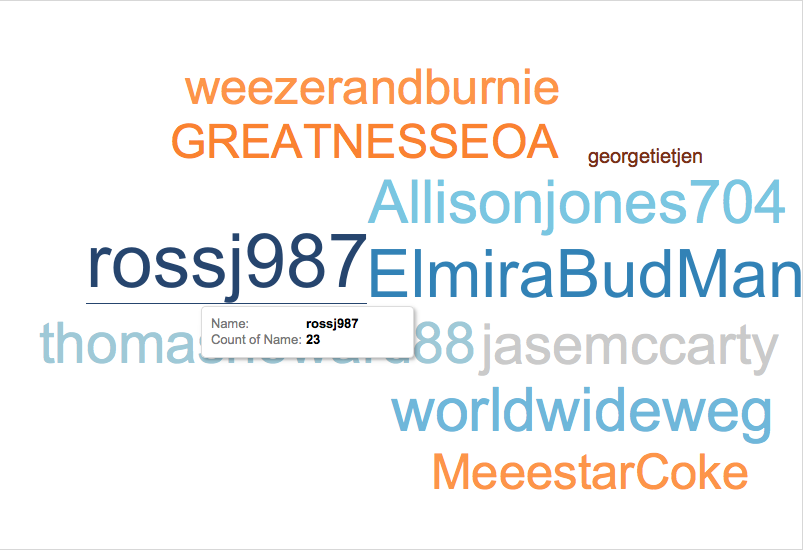 weezerandburnie
GREATNESSEOA
georgetietjen
Allisonjones704
rossj987
ElmiraBudMan
Name: rossj987
Count of Name: 23
jasemccarty
worldwideweg
MeeestarCoke